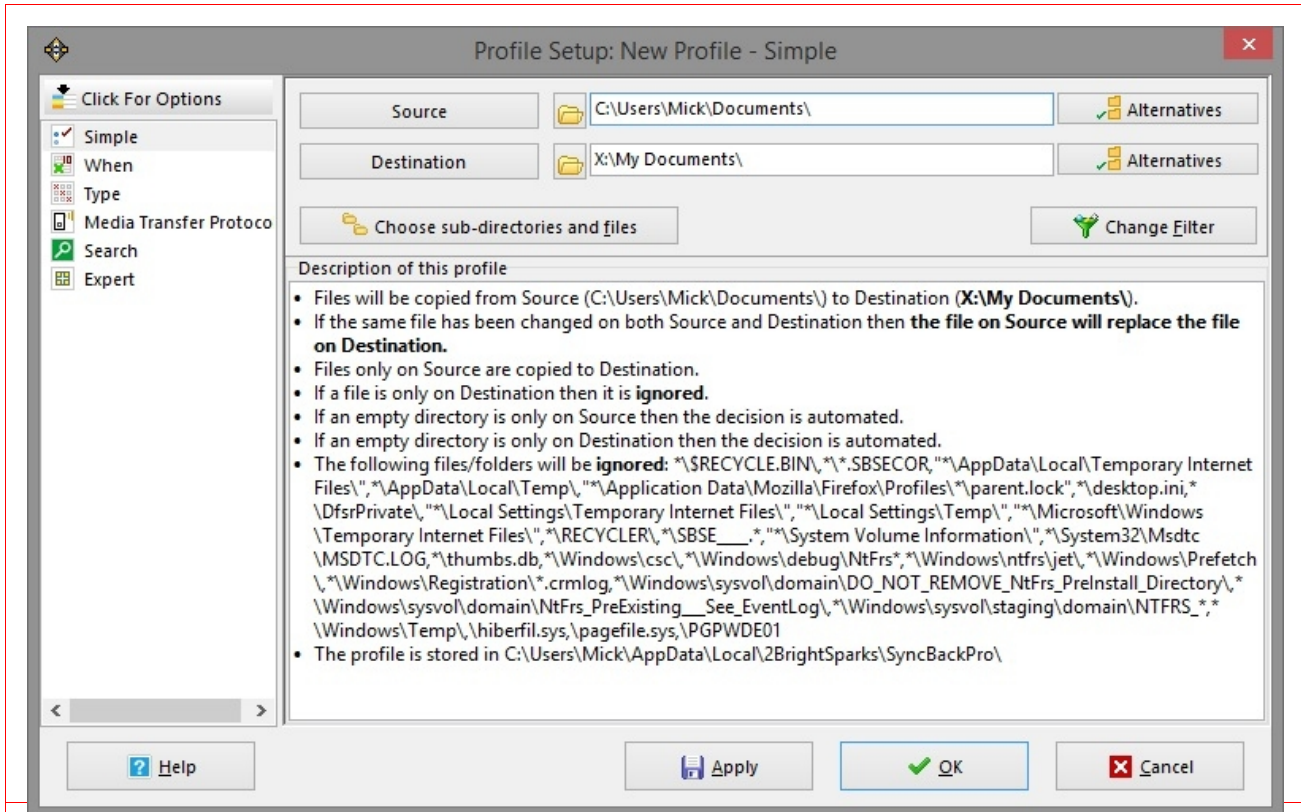 Profile Setup: New Profile - Simple
Click For Options
Simple
When
Type
Media Transfer Protoco
Search
Expert
Source
C:\Users\Mick\Documents\
Alternatives
Destination
X:\My Documents\
Alternatives
Choose sub-directories and files
Change Filter
Description of this profile
• Files will be copied from Source (C:\Users\Mick\Documents\) to Destination (X:\My Documents\).
• If the same file has been changed on both Source and Destination then the file on Source will replace the file
on Destination.
• Files only on Source are copied to Destination.
• If a file is only on Destination then it is ignored.
• If an empty directory is only on Source then the decision is automated.
• If an empty directory is only on Destination then the decision is automated.
• The following files/folders will be ignored: *\$RECYCLE.BIN\,*\*.SBSECOR,"*\AppData\Local\Temporary Internet
Files\",*\AppData\Local\Temp\,"*\Application Data\Mozilla\Firefox\Profiles\*\parent.lock",*\desktop.ini,*
\DfsrPrivate\,"*\Local Settings\Temporary Internet Files\","*\Local Settings\Temp\","*\Microsoft\Windows
\Temporary Internet Files\",*\RECYCLER\,*\SBSE___.*,"*\System Volume Information\",*\System32\Msdtc
\MSDTC.LOG,*\thumbs.db,*\Windows\csc\,*\Windows\debug\NtFrs*,*\Windows\ntfrs\jet\,*\Windows\Prefetch
\,*\Windows\Registration\*.crmlog,*\Windows\sysvol\domain\DO_NOT_REMOVE_NtFrs_PreInstall_Directory\,*
\Windows\sysvol\domain\NtFrs_PreExisting___See_EventLog\,*\Windows\sysvol\staging\domain\NTFRS_*,*
\Windows\Temp\,\hiberfil.sys,\pagefile.sys,\PGPWDE01
• The profile is stored in C:\Users\Mick\AppData\Local\2BrightSparks\SyncBackPro\
Help
Apply
OK
Cancel